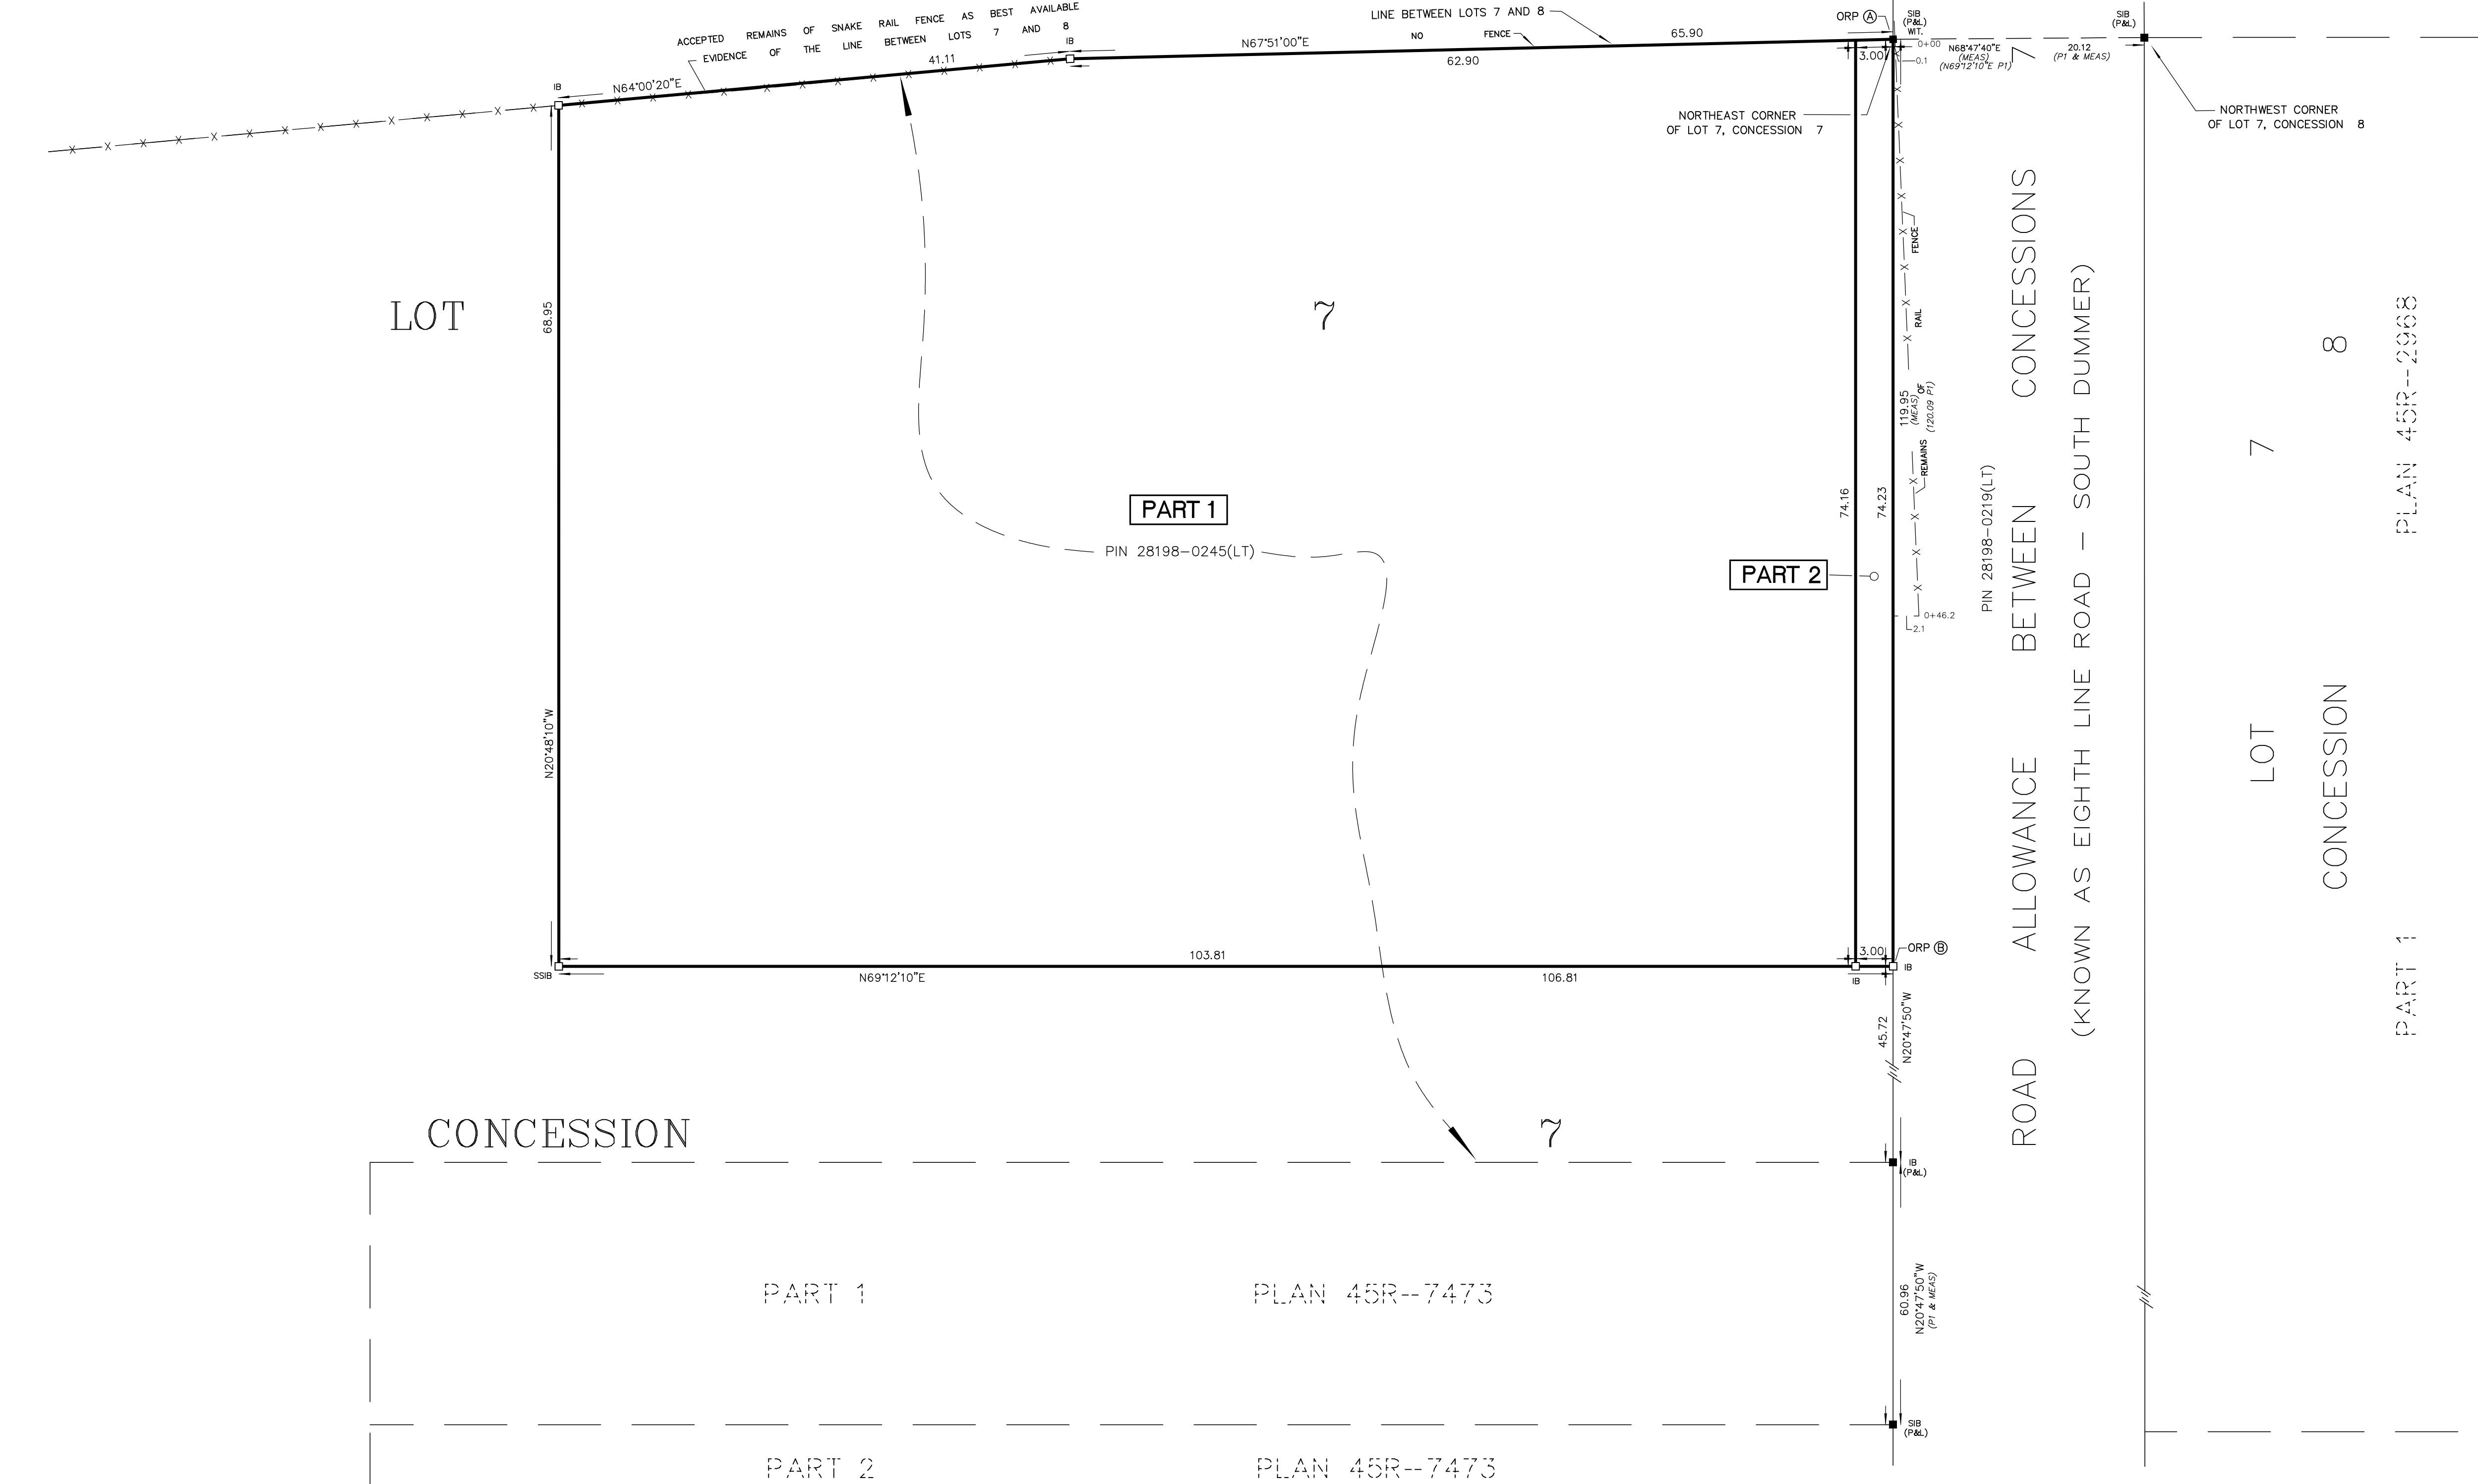 ACCEPTED REMAINS OF SNAKE RAIL FENCE AS BEST AVAILABLE
EVIDENCE OF THE LINE BETWEEN LOTS 7 AND 8
LINE BETWEEN LOTS 7 AND 8
ORP A
SIB
(P&L)
WIT.
SIB
(P&L)
IB
N67°51'00"E
NO FENCE
65.90
0+00
N68°47'40"E
(MEAS)
(N69°12'10"E P1)
20.12
(P1 & MEAS)
41.11
62.90
3.00
0.1
IB
N64°00'20"E
NORTHEAST CORNER
OF LOT 7, CONCESSION 7
NORTHWEST CORNER
OF LOT 7, CONCESSION 8
LOT
7
68.95
N20°48'10"W
PART 1
PIN 28198-0245(LT)
PART 2
74.16
74.23
REMAINS OF RAIL FENCE
119.95
(MEAS)
(120.09 P1)
0+46.2
2.1
PIN 28198-0219(LT)
ROAD ALLOWANCE BETWEEN CONCESSIONS 7
(KNOWN AS EIGHTH LINE ROAD - SOUTH DUMMER)
LOT 7
CONCESSION 8
PART 1 PLAN 45R-2968
103.81
3.00
ORP B
SSIB
N69°12'10"E
106.81
IB
IB
45.72
N20°47'50"W
CONCESSION
7
IB
(P&L)
PART 1 PLAN 45R-7473
60.96
N20°47'50"W
(P1 & MEAS)
SIB
(P&L)
PART 2 PLAN 45R-7473